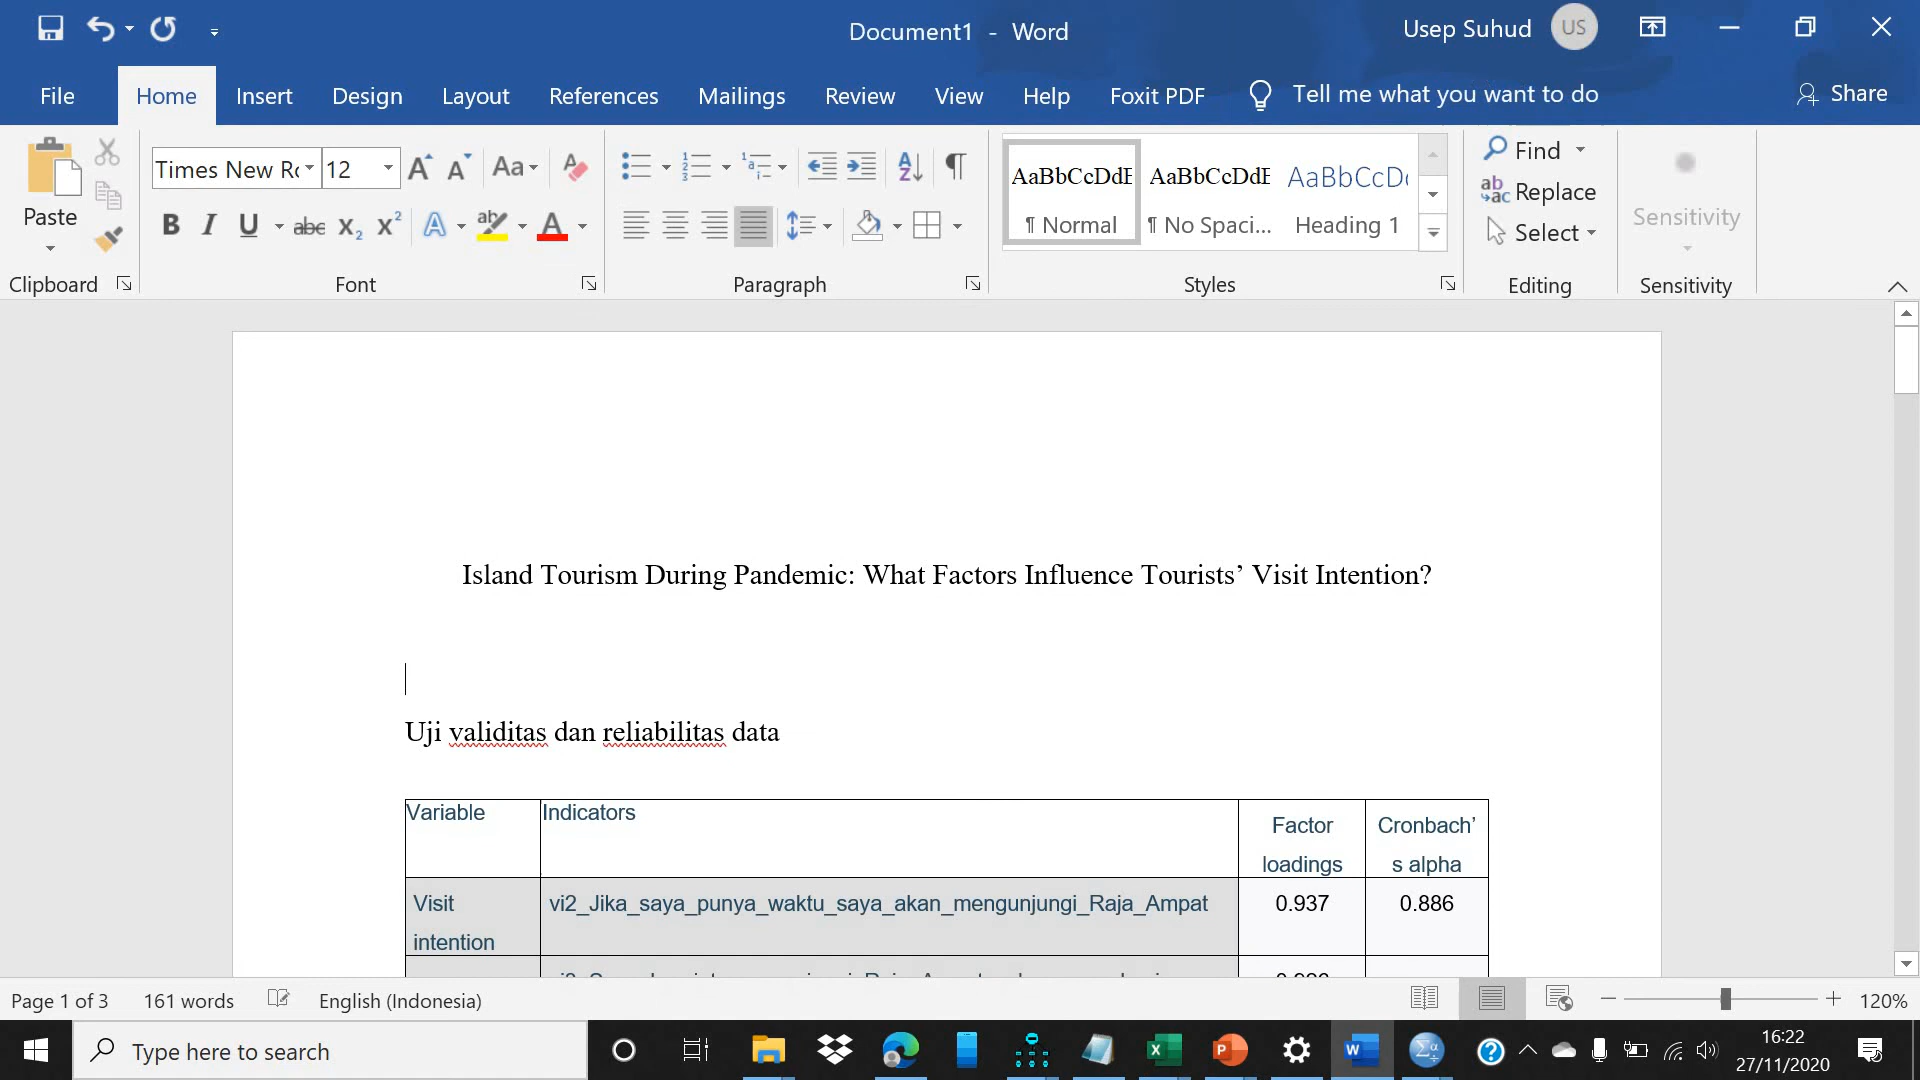 Document1 - Word
Usep Suhud
US
File
Home
Insert
Design
Layout
References
Mailings
Review
View
Help
Foxit PDF
Tell me what you want to do
Share
Paste
Clipboard
Times New Ro
12
Aa
B I U abc X₂ X²
Font
Paragraph
AaBbCcDdE
¶ Normal
AaBbCcDdE
¶ No Spaci...
AaBbCcDc
Heading 1
Styles
Find
Replace
Select
Editing
Sensitivity
Sensitivity
Island Tourism During Pandemic: What Factors Influence Tourists’ Visit Intention?
Uji validitas dan reliabilitas data
Variable
Indicators
Factor
loadings
Cronbach’
s alpha
Visit
intention
vi2_Jika_saya_punya_waktu_saya_akan_mengunjungi_Raja_Ampat
0.937
0.886
Page 1 of 3
161 words
English (Indonesia)
120%
Type here to search
16:22
27/11/2020